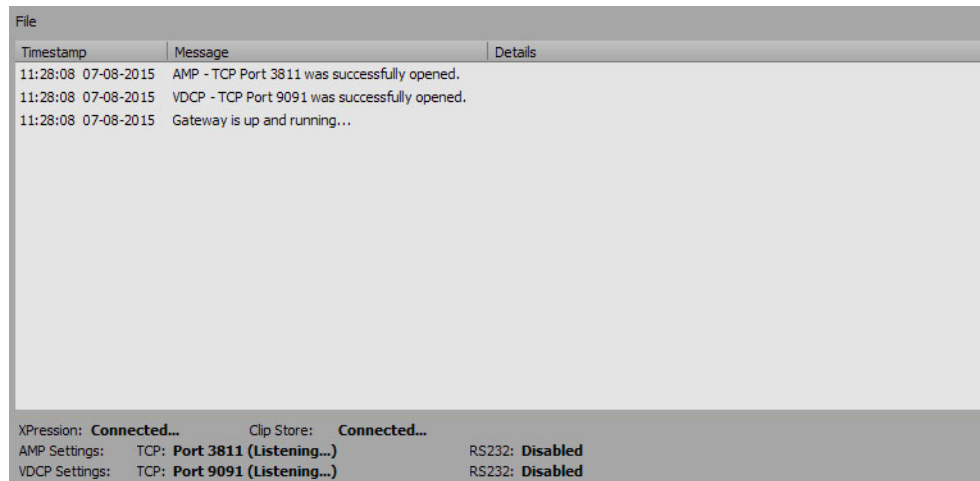 File
Timestamp Message Details
11:28:08 07-08-2015 AMP - TCP Port 3811 was successfully opened.
11:28:08 07-08-2015 VDCP - TCP Port 9091 was successfully opened.
11:28:08 07-08-2015 Gateway is up and running...
XPression: Connected... Clip Store: Connected...
AMP Settings: TCP: Port 3811 (Listening...) RS232: Disabled
VDCP Settings: TCP: Port 9091 (Listening...) RS232: Disabled